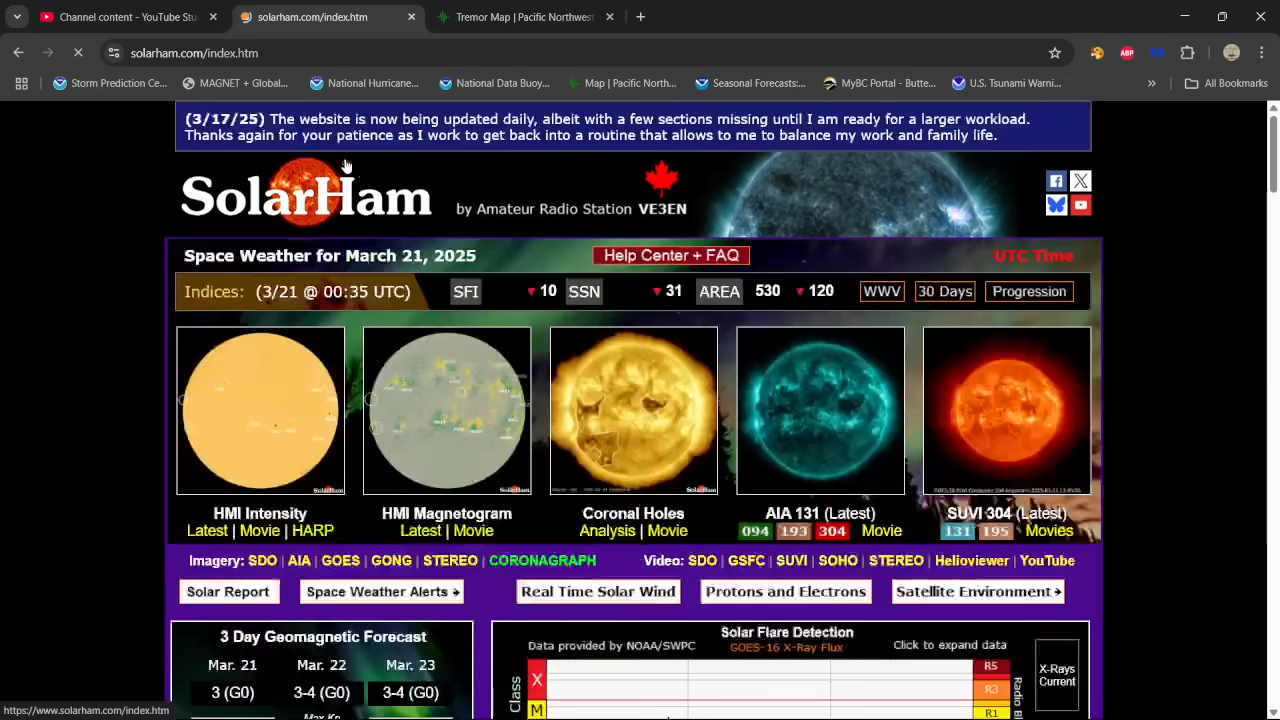 Channel content - YouTube Stu
solarham.com/index.htm
Tremor Map | Pacific Northwest
solarham.com/index.htm
ABP
Storm Prediction Ce...
MAGNET + Global...
National Hurricane...
National Data Buoy...
Map | Pacific North...
Seasonal Forecasts:...
MyBC Portal - Butte...
U.S. Tsunami Warni...
All Bookmarks
(3/17/25) The website is now being updated daily, albeit with a few sections missing until I am ready for a larger workload.
Thanks again for your patience as I work to get back into a routine that allows to me to balance my work and family life.
SolarHam by Amateur Radio Station VE3EN
Space Weather for March 21, 2025 Help Center + FAQ UTC Time
Indices: (3/21 @ 00:35 UTC) SFI 10 SSN 31 AREA 530 120 WWV 30 Days Progression
SolarHam
SolarHam
SolarHam
HMI Intensity
Latest | Movie | HARP
HMI Magnetogram
Latest | Movie
Coronal Holes
Analysis | Movie
AIA 131 (Latest)
094 193 304 Movie
SUVI 304 (Latest)
131 195 Movies
Imagery: SDO | AIA | GOES | GONG | STEREO | CORONAGRAPH
Video: SDO | GSFC | SUVI | SOHO | STEREO | Helioviewer | YouTube
Solar Report
Space Weather Alerts
Real Time Solar Wind
Protons and Electrons
Satellite Environment
3 Day Geomagnetic Forecast
Mar. 21 Mar. 22 Mar. 23
3 (G0) 3-4 (G0) 3-4 (G0)
Solar Flare Detection
Data provided by NOAA/SWPC GOES-16 X-Ray Flux Click to expand data
Class
X
M
R5
R3
R1
X-Rays
Current
https://www.solarham.com/index.htm